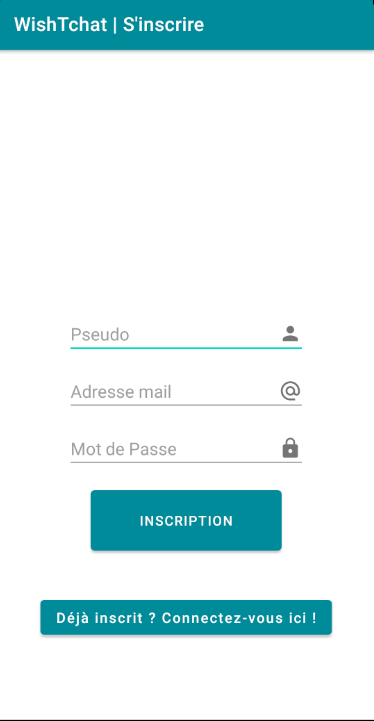 WishTchat | S'inscrire
Pseudo
Adresse mail
Mot de Passe
INSCRIPTION
Déjà inscrit ? Connectez-vous ici !